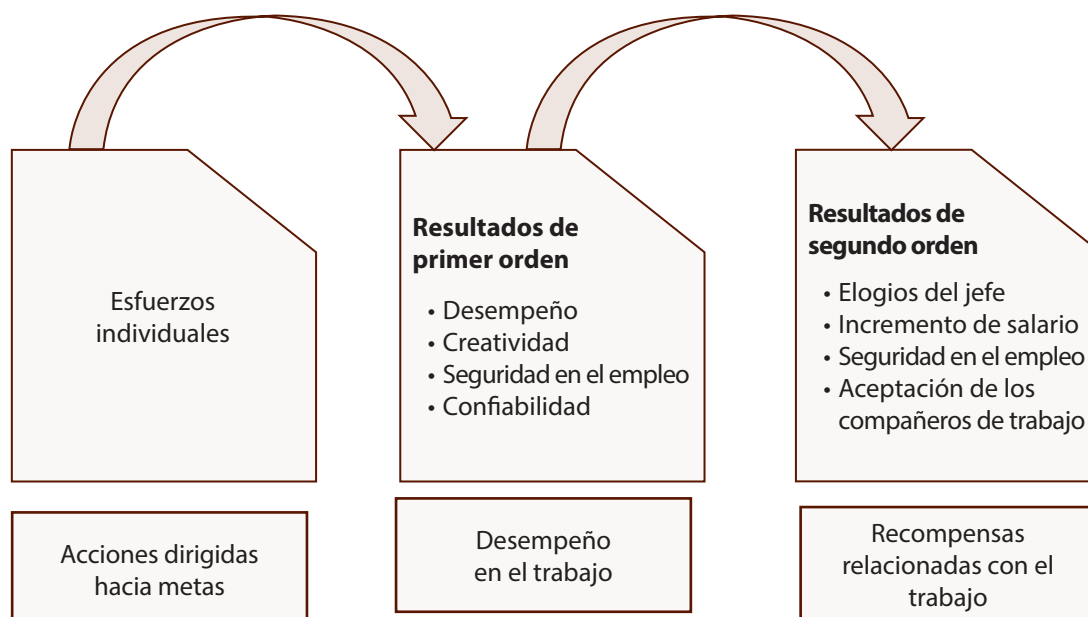 Esfuerzos
individuales
Resultados de
primer orden
• Desempeño
• Creatividad
• Seguridad en el empleo
• Confiabilidad
Resultados de
segundo orden
• Elogios del jefe
• Incremento de salario
• Seguridad en el empleo
• Aceptación de los
compañeros de trabajo
Acciones dirigidas
hacia metas
Desempeño
en el trabajo
Recompensas
relacionadas con el
trabajo